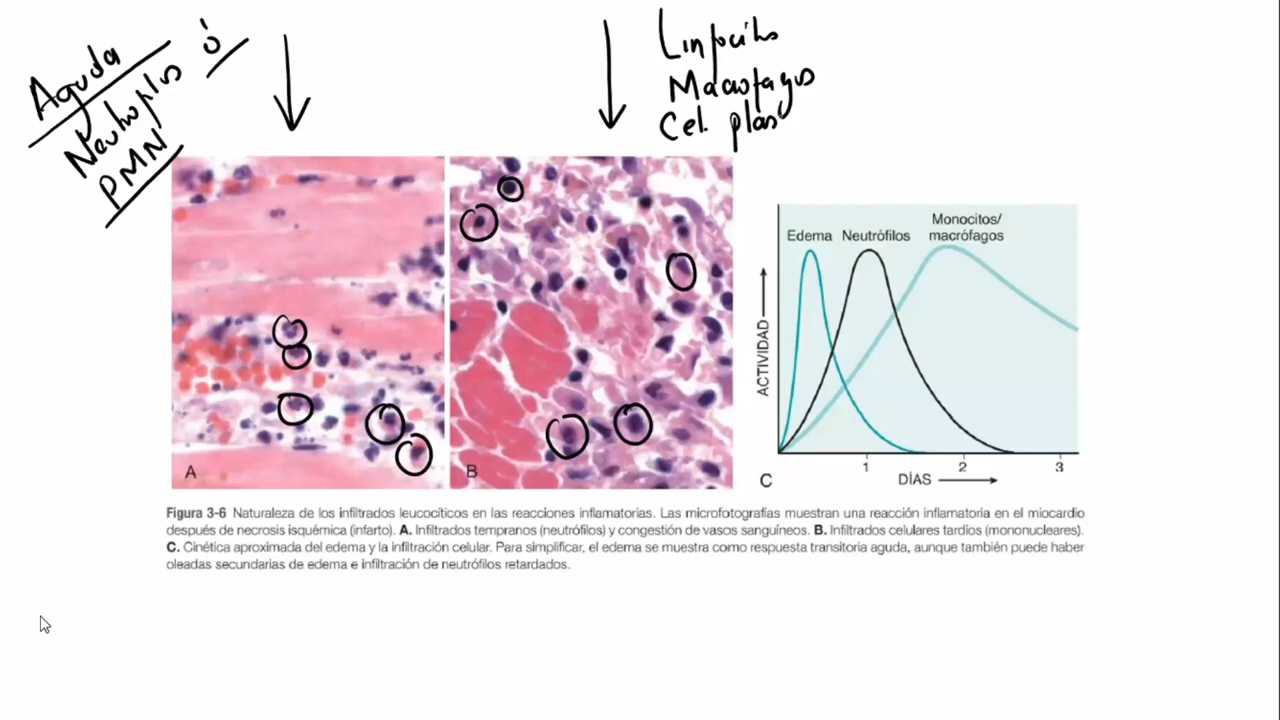 Aguda
Neutroflos ó
PMN
Linfocitos
Macrofagos
Cel. plas
A
B
Edema
Neutrófilos
Monocitos/
macrófagos
ACTIVIDAD
1
2
3
DÍAS
C
Figura 3-6 Naturaleza de los infiltrados leucocíticos en las reacciones inflamatorias. Las microfotografías muestran una reacción inflamatoria en el miocardio
después de necrosis isquémica (infarto). A. Infiltrados tempranos (neutrófilos) y congestión de vasos sanguíneos. B. Infiltrados celulares tardíos (mononucleares).
C. Cinética aproximada del edema y la infiltración celular. Para simplificar, el edema se muestra como respuesta transitoria aguda, aunque también puede haber
oleadas secundarias de edema e infiltración de neutrófilos retardados.